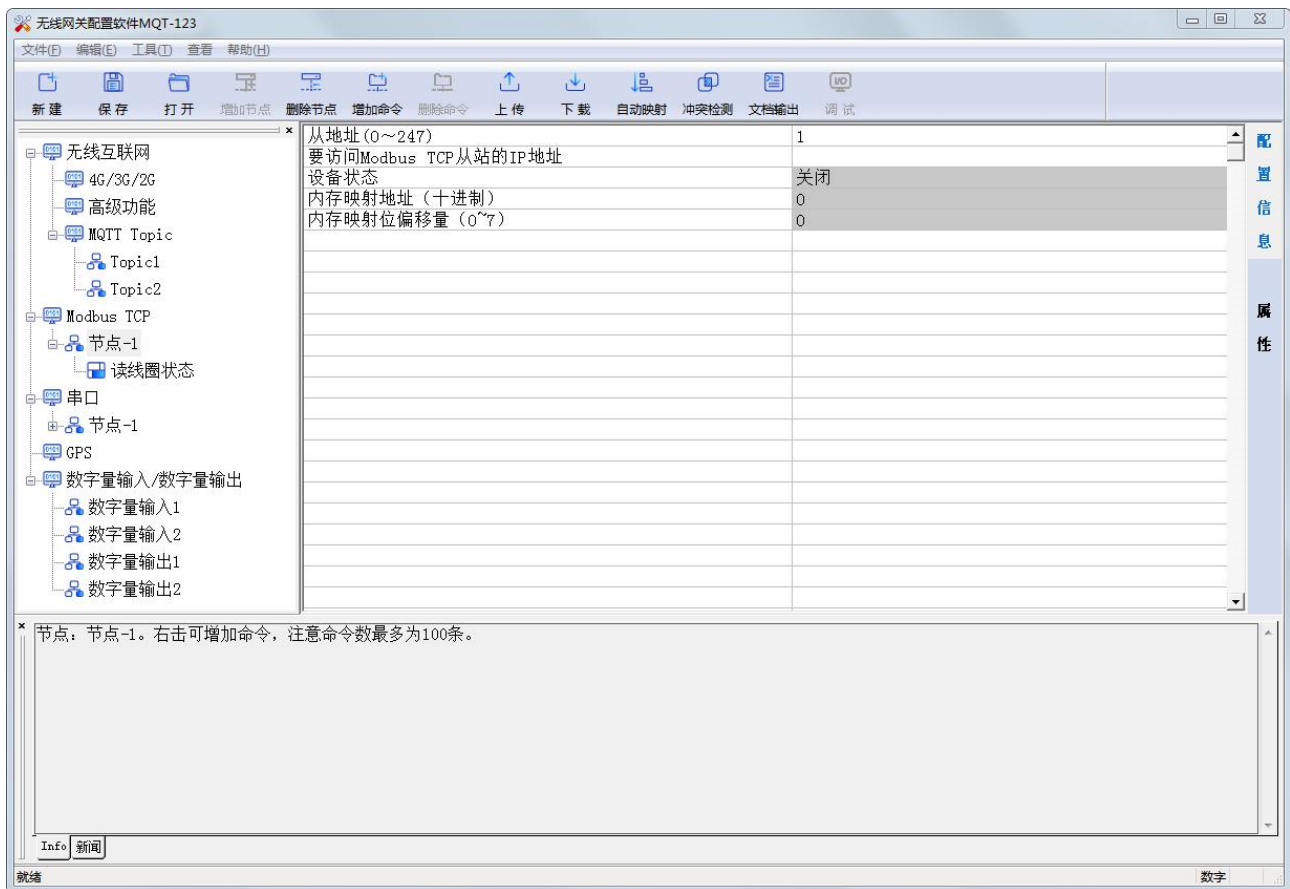 无线网关配置软件MQT-123
文件(F) 编辑(E) 工具(T) 查看 帮助(H)
新建 保存 打开 增加节点 删除节点 增加命令 删除命令 上传 下载 自动映射 冲突检测 文档输出 调试
无线互联网
4G/3G/2G
高级功能
MQTT Topic
Topic1
Topic2
Modbus TCP
节点-1
读线圈状态
串口
节点-1
GPS
数字量输入/数字量输出
数字量输入1
数字量输入2
数字量输出1
数字量输出2
从地址(0～247) 1
要访问Modbus TCP从站的IP地址
设备状态 关闭
内存映射地址（十进制） 0
内存映射位偏移量（0~7） 0
配置信息
属性
节点：节点-1。右击可增加命令，注意命令数最多为100条。
Info 新闻
就绪 数字